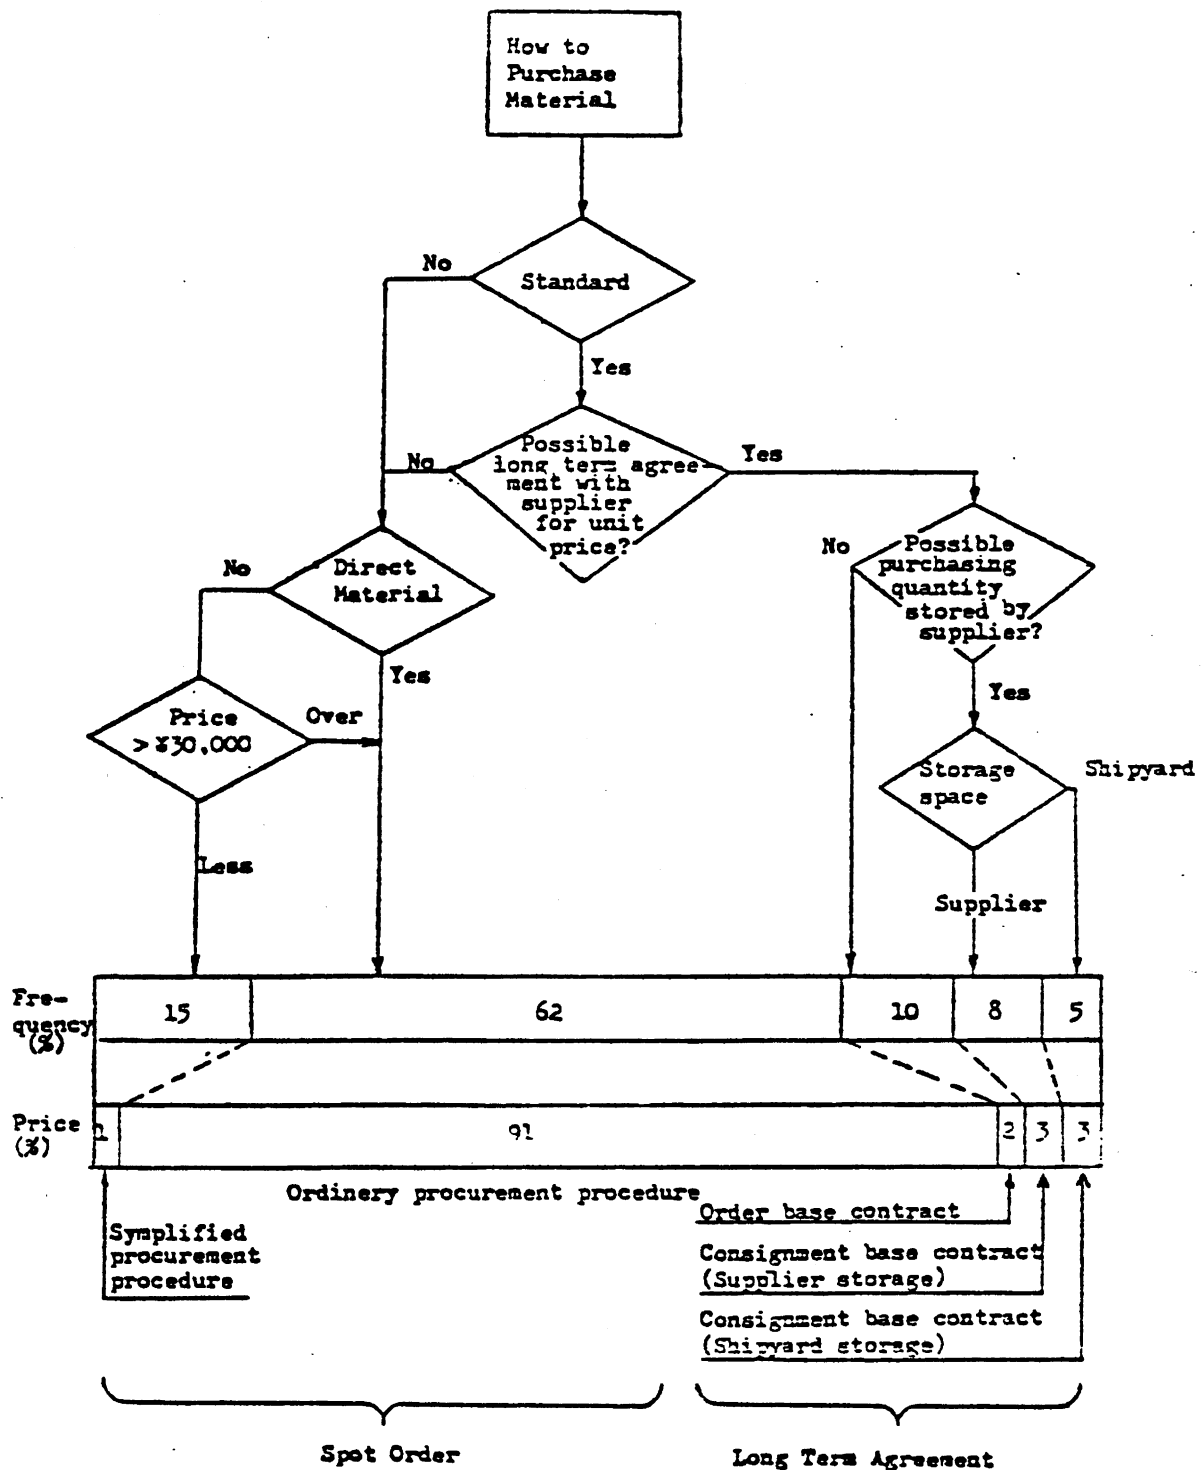 How to
Purchase
Material
No
Standard
Yes
Possible
long term agree-
ment with
supplier
for unit
price?
No
Yes
No
Direct
Material
Yes
No
Possible
purchasing
quantity
stored by
supplier?
Yes
Price
> ¥30,000
Over
Less
Storage
space
Shipyard
Supplier
Fre-
quency
(%)
15 62 10 8 5
Price
(%)
1 91 2 3 3
Ordinery procurement procedure
Symplified
procurement
procedure
Order base contract
Consignment base contract
(Supplier storage)
Consignment base contract
(Shipyard storage)
Spot Order
Long Term Agreement